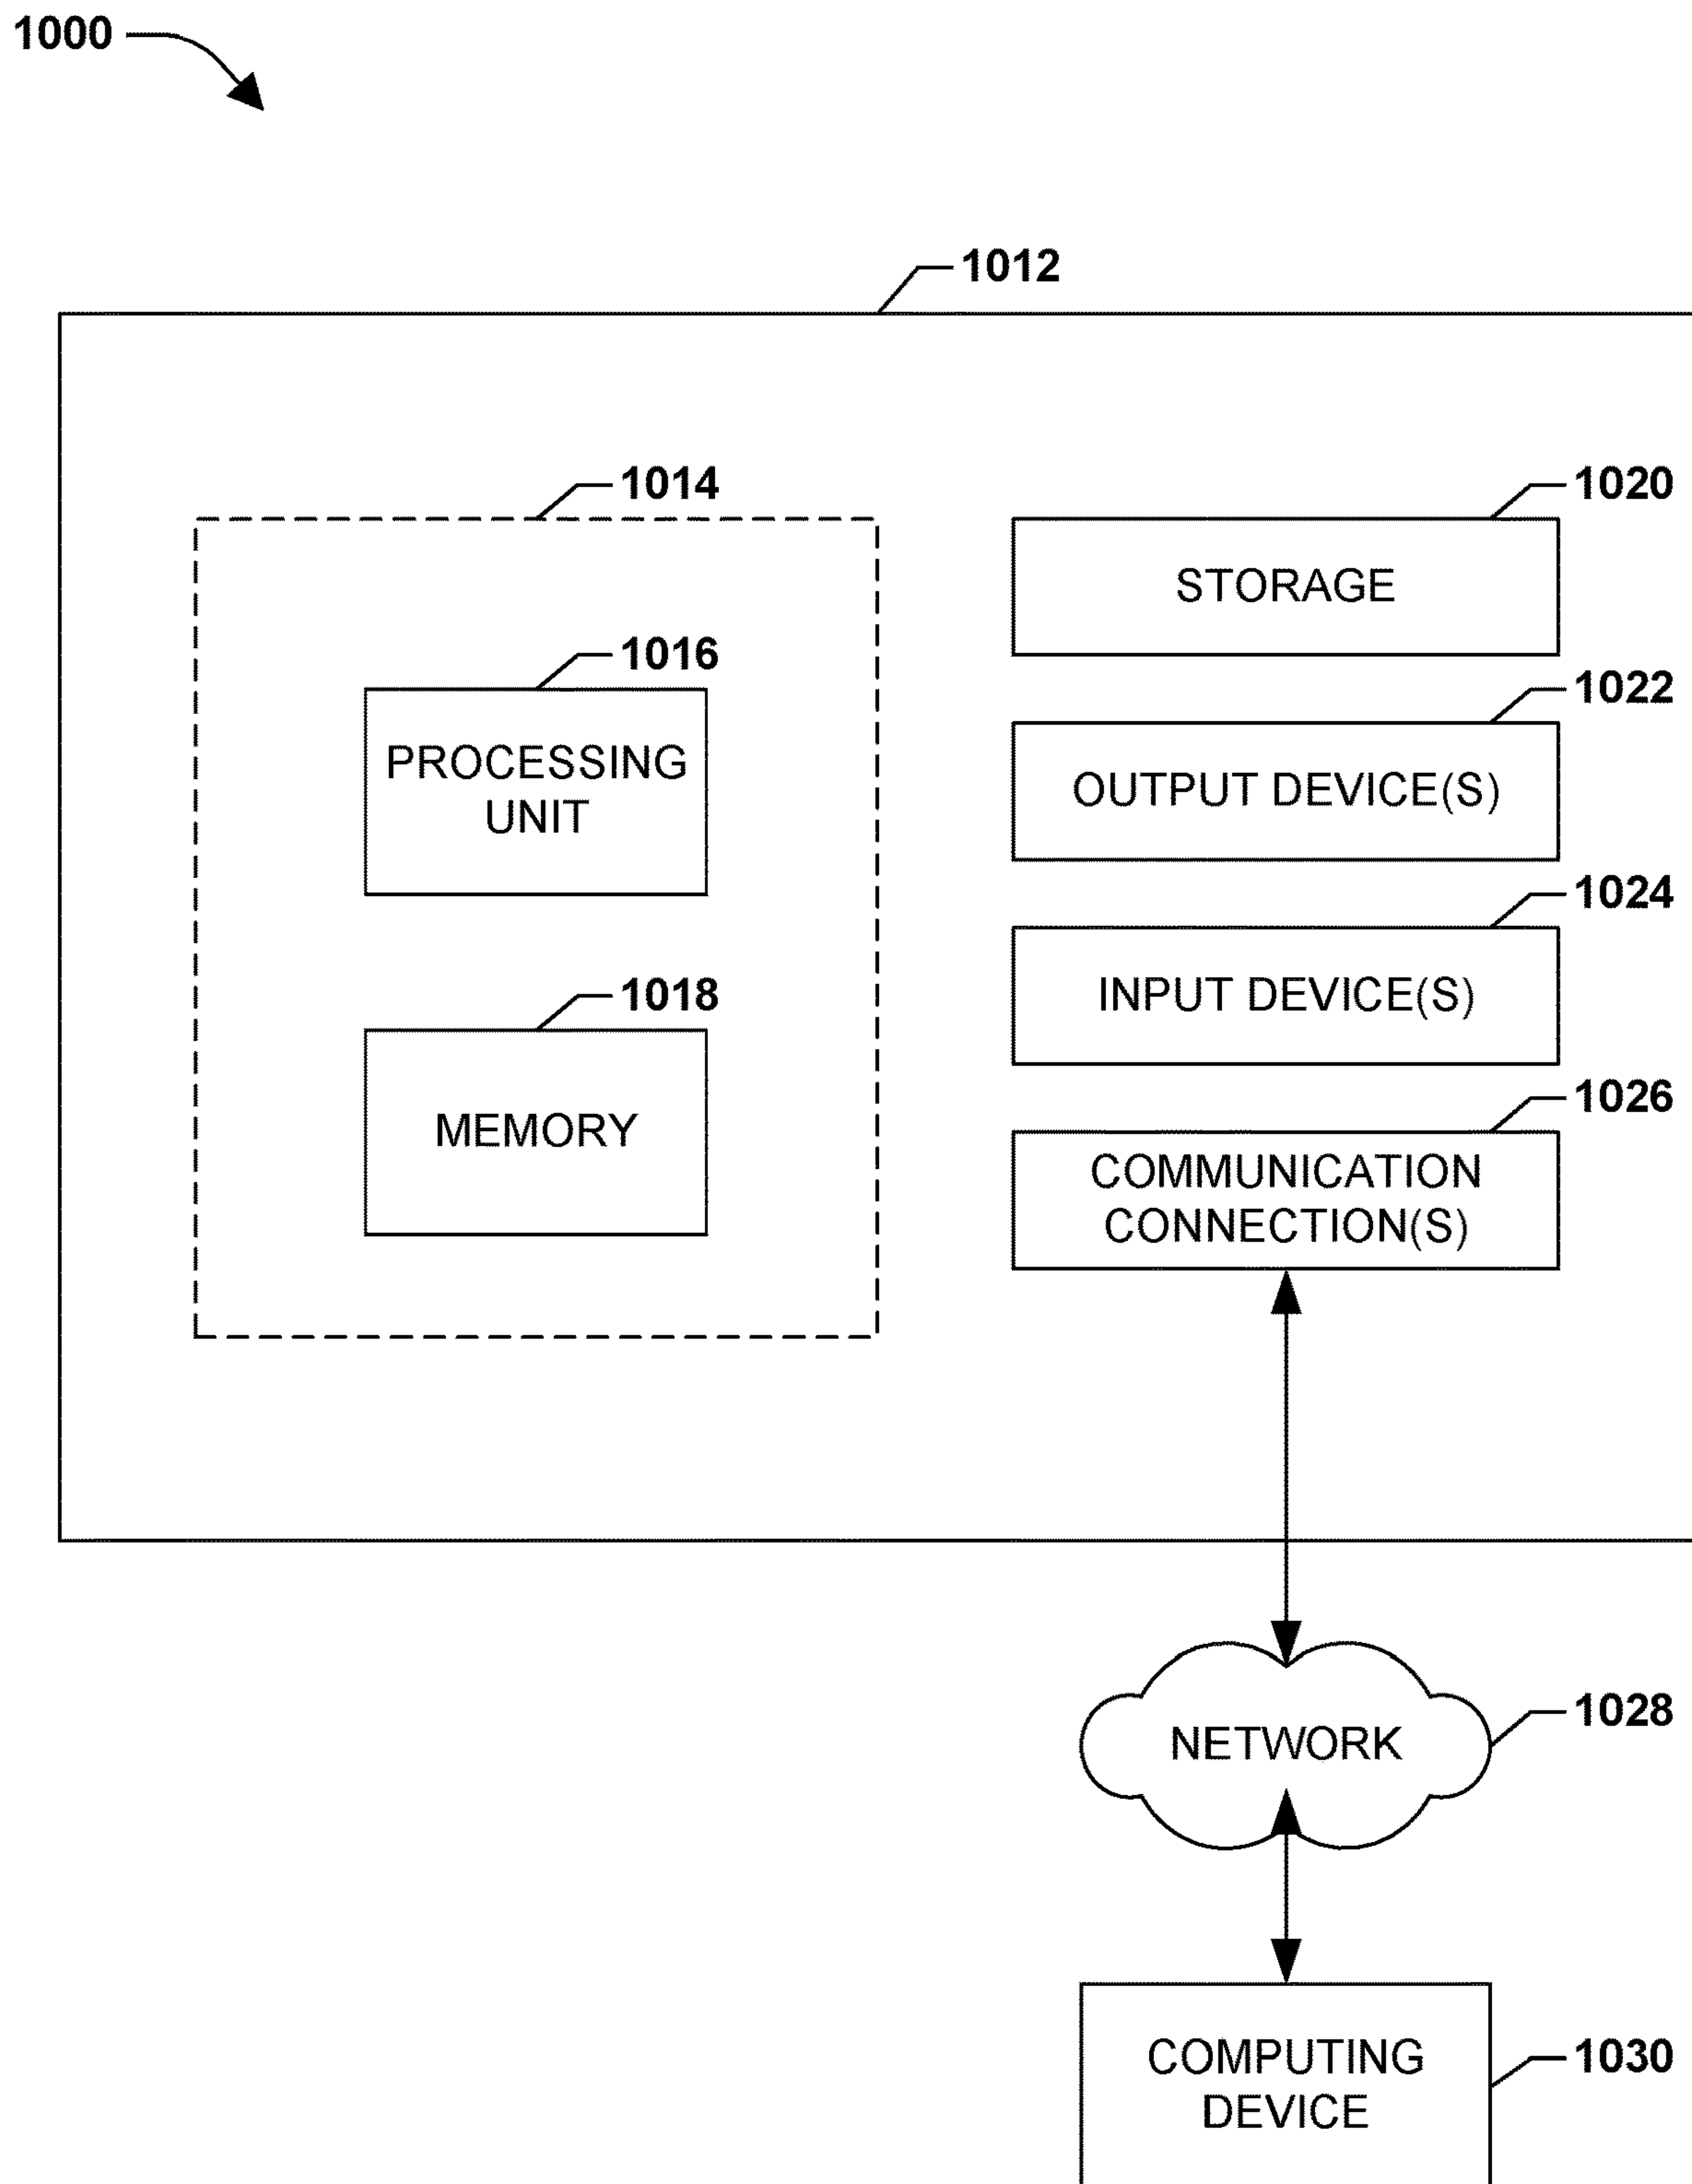 1000
1012
1014
1020
STORAGE
1016
1022
PROCESSING
UNIT
OUTPUT DEVICE(S)
1024
1018
INPUT DEVICE(S)
MEMORY
1026
COMMUNICATION
CONNECTION(S)
1028
NETWORK
1030
COMPUTING
DEVICE